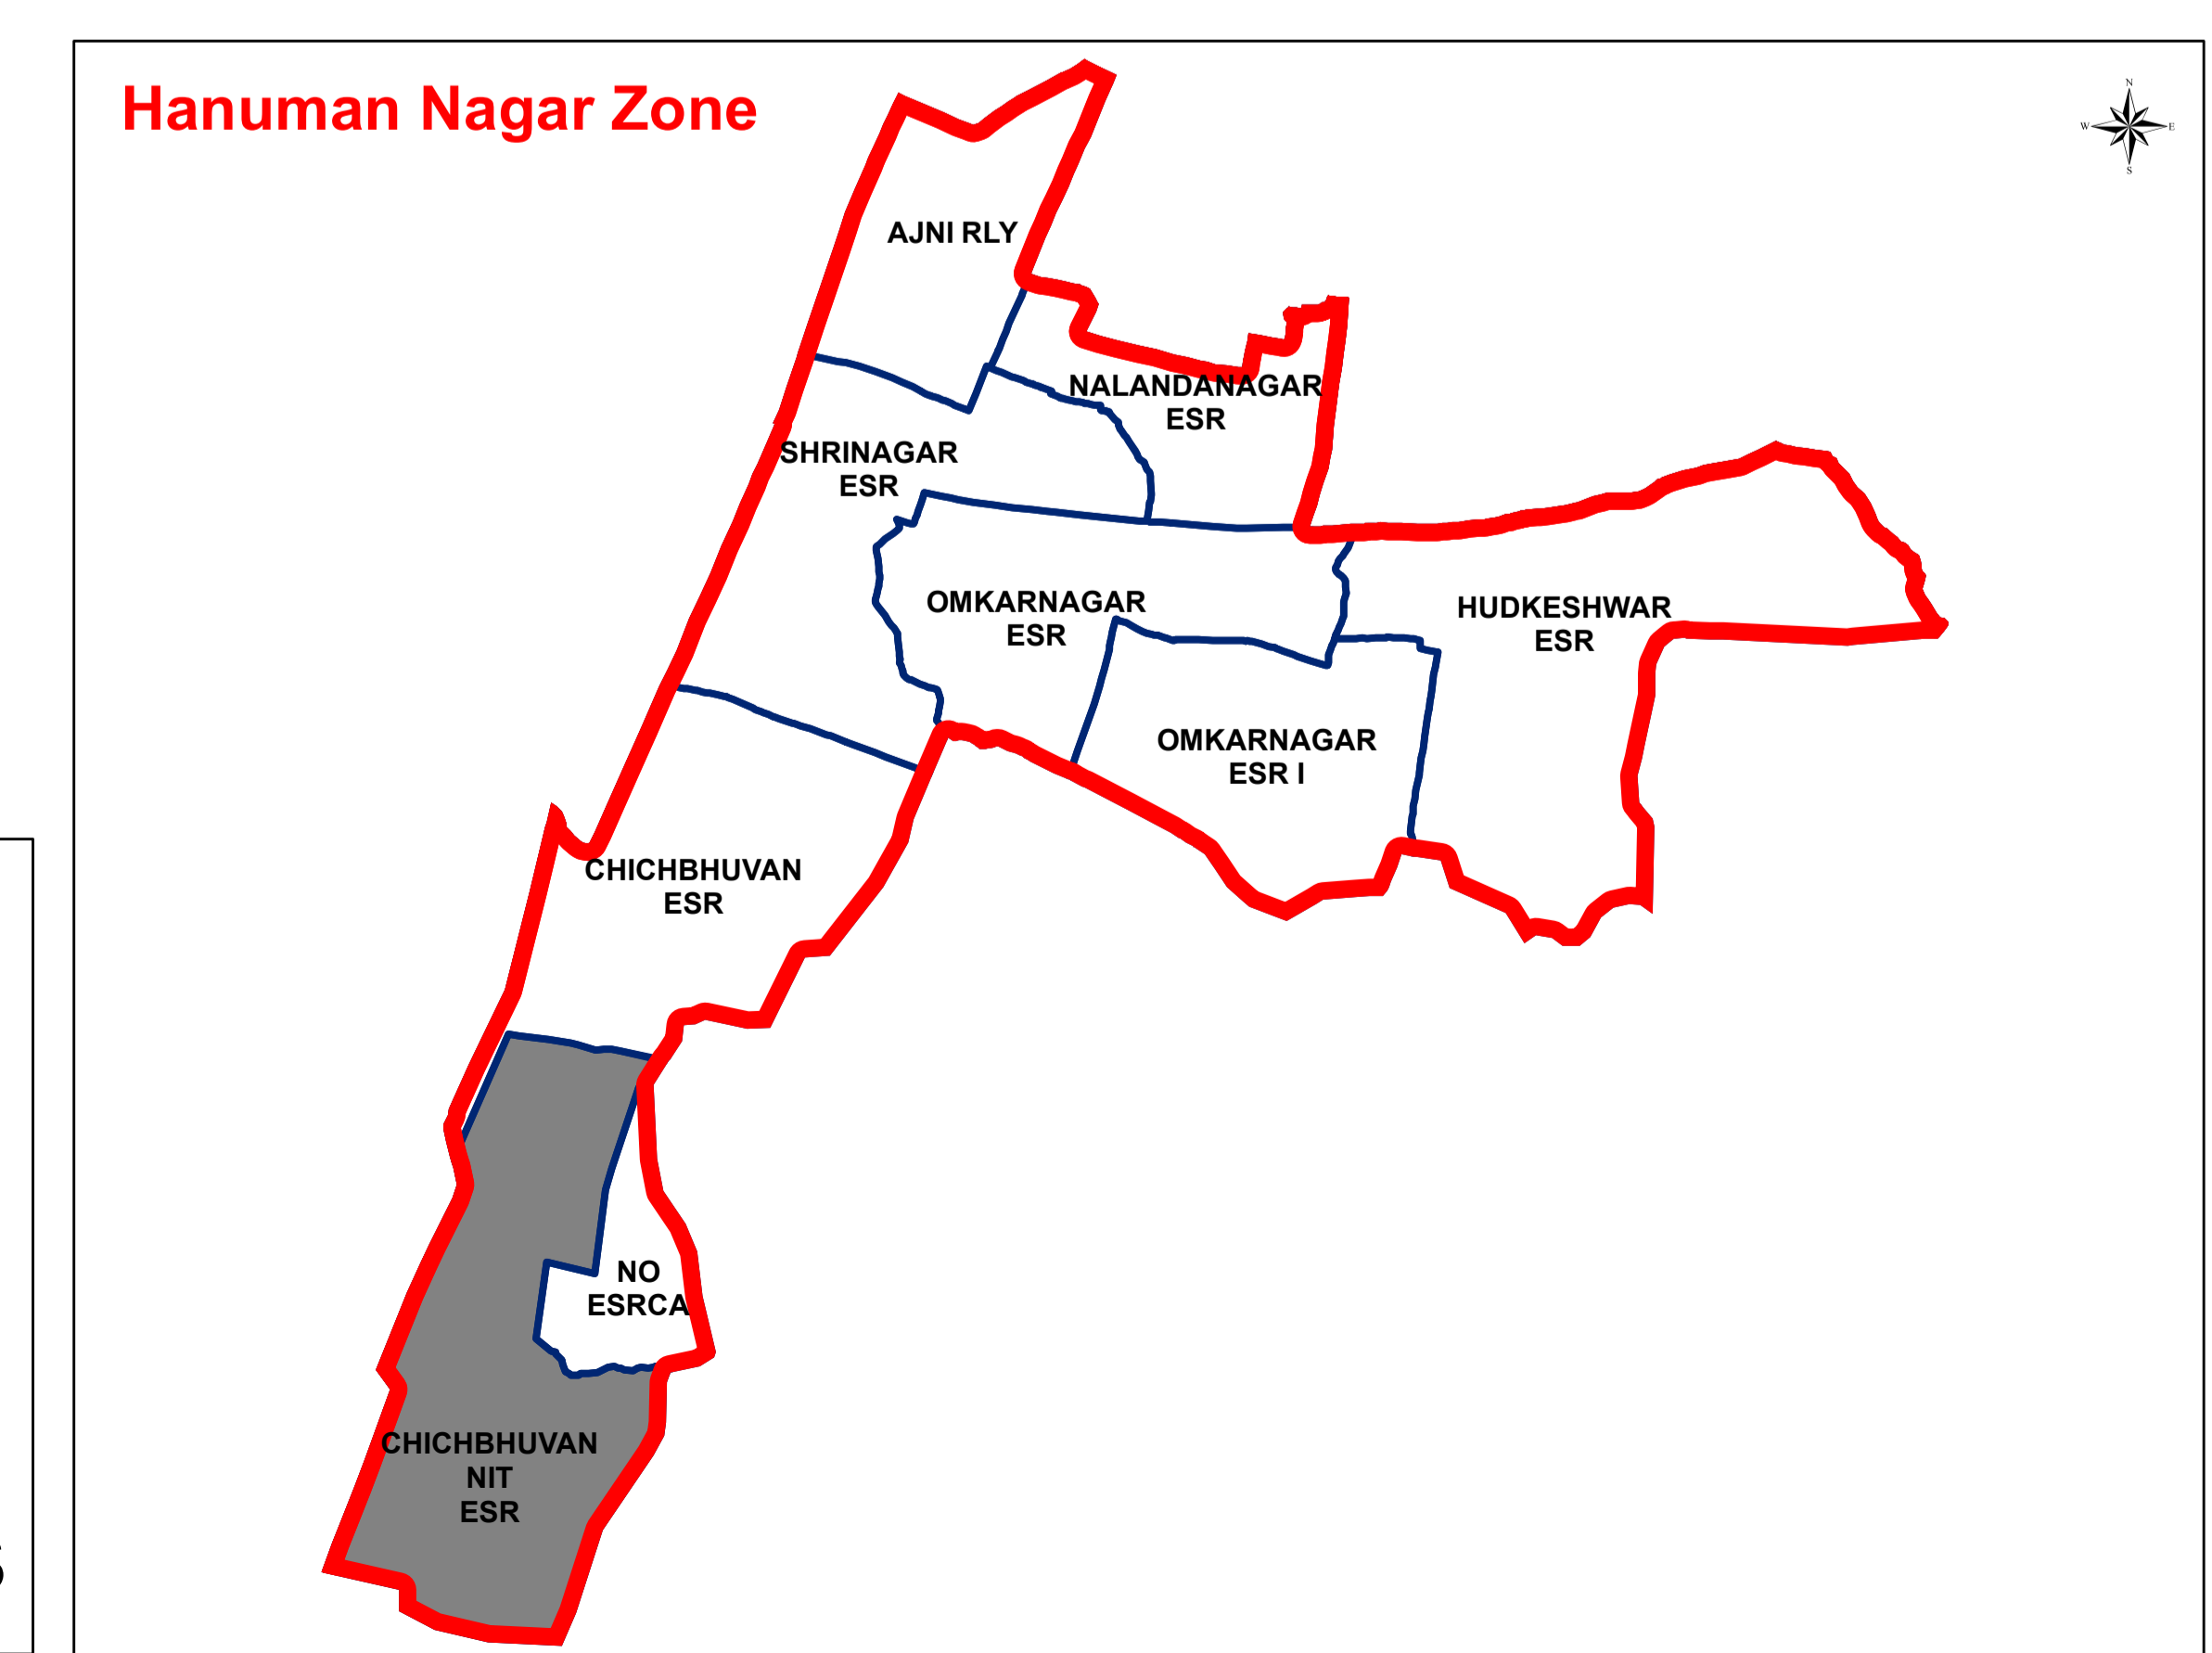 Hanuman Nagar Zone
N
W
E
S
AJNI RLY
NALANDANAGAR
ESR
SHRINAGAR
ESR
OMKARNAGAR
ESR
HUDKESHWAR
ESR
OMKARNAGAR
ESR I
CHICHBHUVAN
ESR
NO
ESRCA
CHICHBHUVAN
NIT
ESR